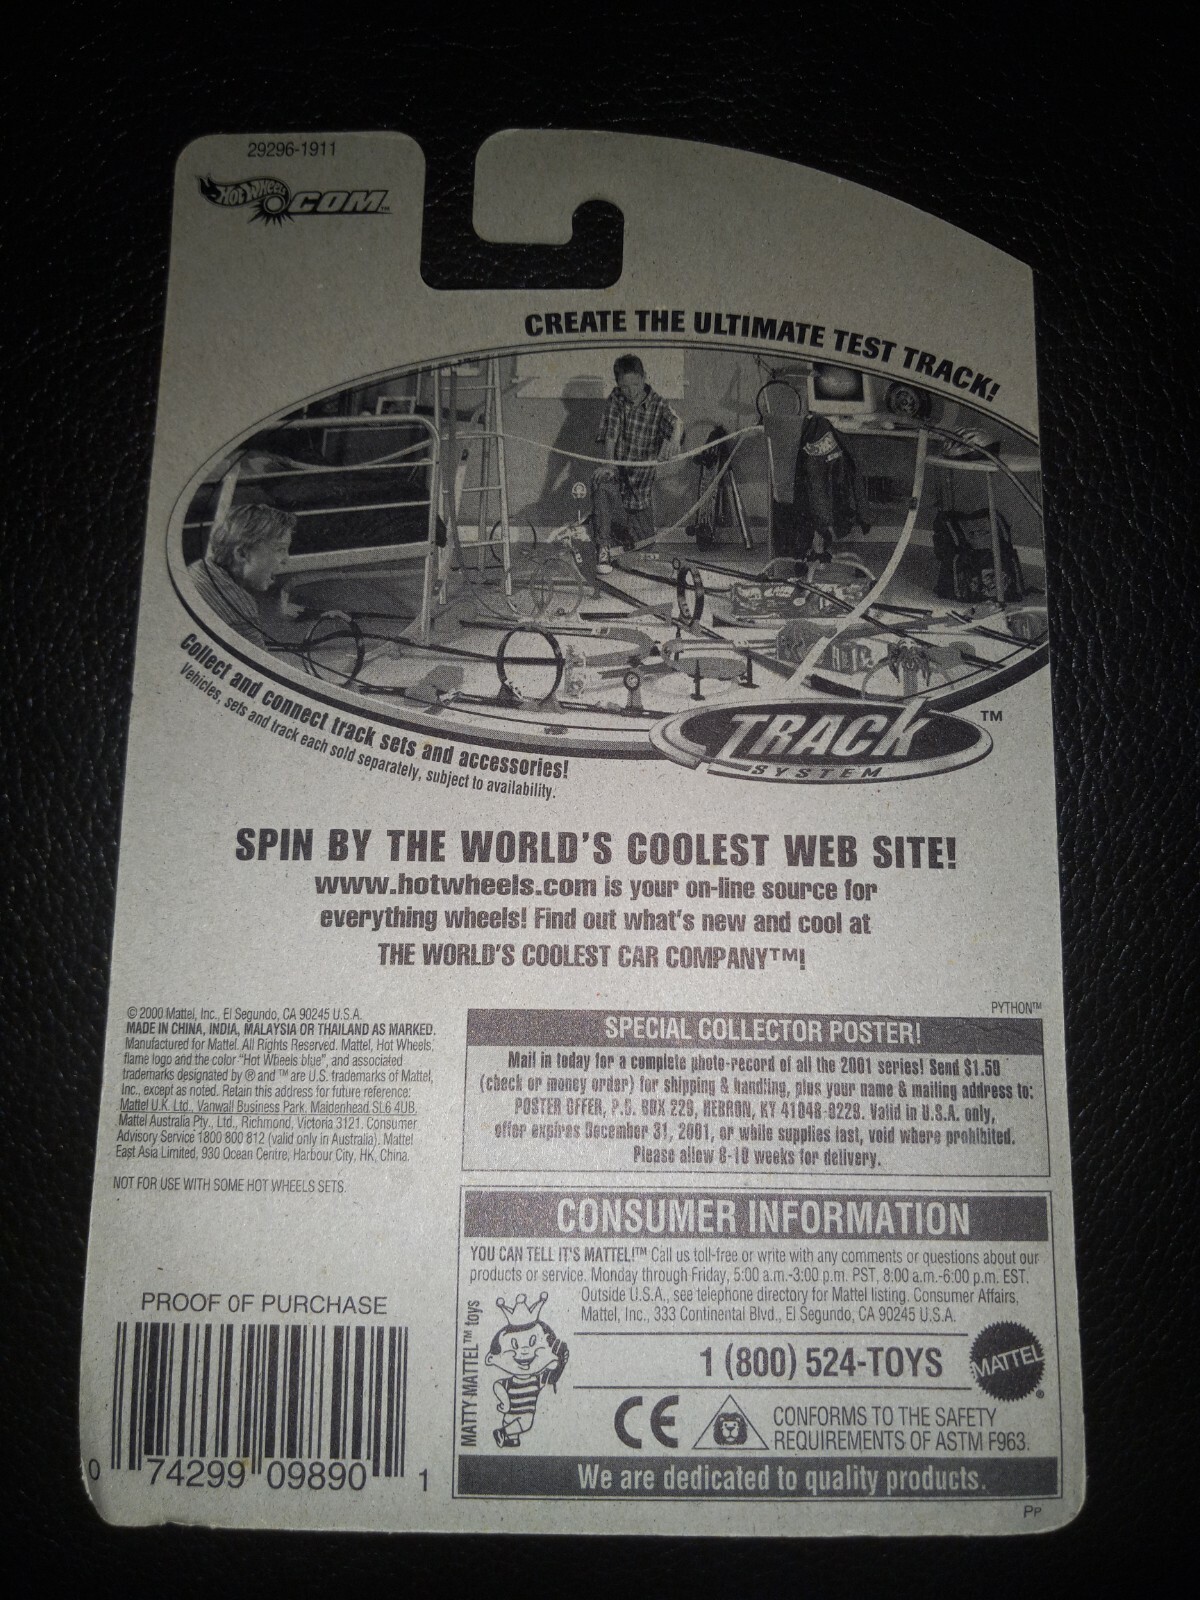 29296-1911
Hot Wheels COM™
CREATE THE ULTIMATE TEST TRACK!
Collect and connect track sets and accessories!
Vehicles, sets and track each sold separately, subject to availability.
TRACK ™
SYSTEM
SPIN BY THE WORLD'S COOLEST WEB SITE!
www.hotwheels.com is your on-line source for
everything wheels! Find out what's new and cool at
THE WORLD'S COOLEST CAR COMPANY™!
© 2000 Mattel, Inc., El Segundo, CA 90245 U.S.A.
MADE IN CHINA, INDIA, MALAYSIA OR THAILAND AS MARKED.
Manufactured for Mattel. All Rights Reserved. Mattel, Hot Wheels,
flame logo and the color "Hot Wheels blue", and associated
trademarks designated by ® and ™ are U.S. trademarks of Mattel,
Inc., except as noted. Retain this address for future reference:
Mattel U.K. Ltd., Vanwall Business Park, Maidenhead SL6 4UB.
Mattel Australia Pty., Ltd., Richmond, Victoria 3121. Consumer
Advisory Service 1800 800 812 (valid only in Australia). Mattel
East Asia Limited, 930 Ocean Centre, Harbour City, HK, China.
NOT FOR USE WITH SOME HOT WHEELS SETS.
PYTHON™
SPECIAL COLLECTOR POSTER!
Mail in today for a complete photo-record of all the 2001 series! Send $1.50
(check or money order) for shipping & handling, plus your name & mailing address to:
POSTER OFFER, P.O. BOX 229, HEBRON, KY 41048-9229. Valid in U.S.A. only,
offer expires December 31, 2001, or while supplies last, void where prohibited.
Please allow 8-10 weeks for delivery.
CONSUMER INFORMATION
YOU CAN TELL IT'S MATTEL!™ Call us toll-free or write with any comments or questions about our
products or service. Monday through Friday, 5:00 a.m.-3:00 p.m. PST, 8:00 a.m.-6:00 p.m. EST.
Outside U.S.A., see telephone directory for Mattel listing. Consumer Affairs,
Mattel, Inc., 333 Continental Blvd., El Segundo, CA 90245 U.S.A.
MATTY MATTEL™ toys
1 (800) 524-TOYS
MATTEL®
CE
CONFORMS TO THE SAFETY
REQUIREMENTS OF ASTM F963.
We are dedicated to quality products.
PP
PROOF OF PURCHASE
0 74299 09890 1